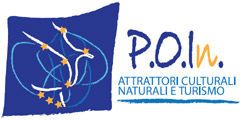 P.O.In.
ATTRATTORI CULTURALI
NATURALI E TURISMO